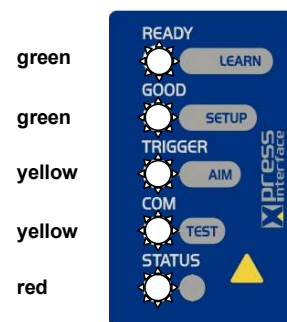 READY
green LEARN
GOOD
green SETUP
TRIGGER
yellow AIM
COM
yellow TEST
STATUS
red
Xpress
interface